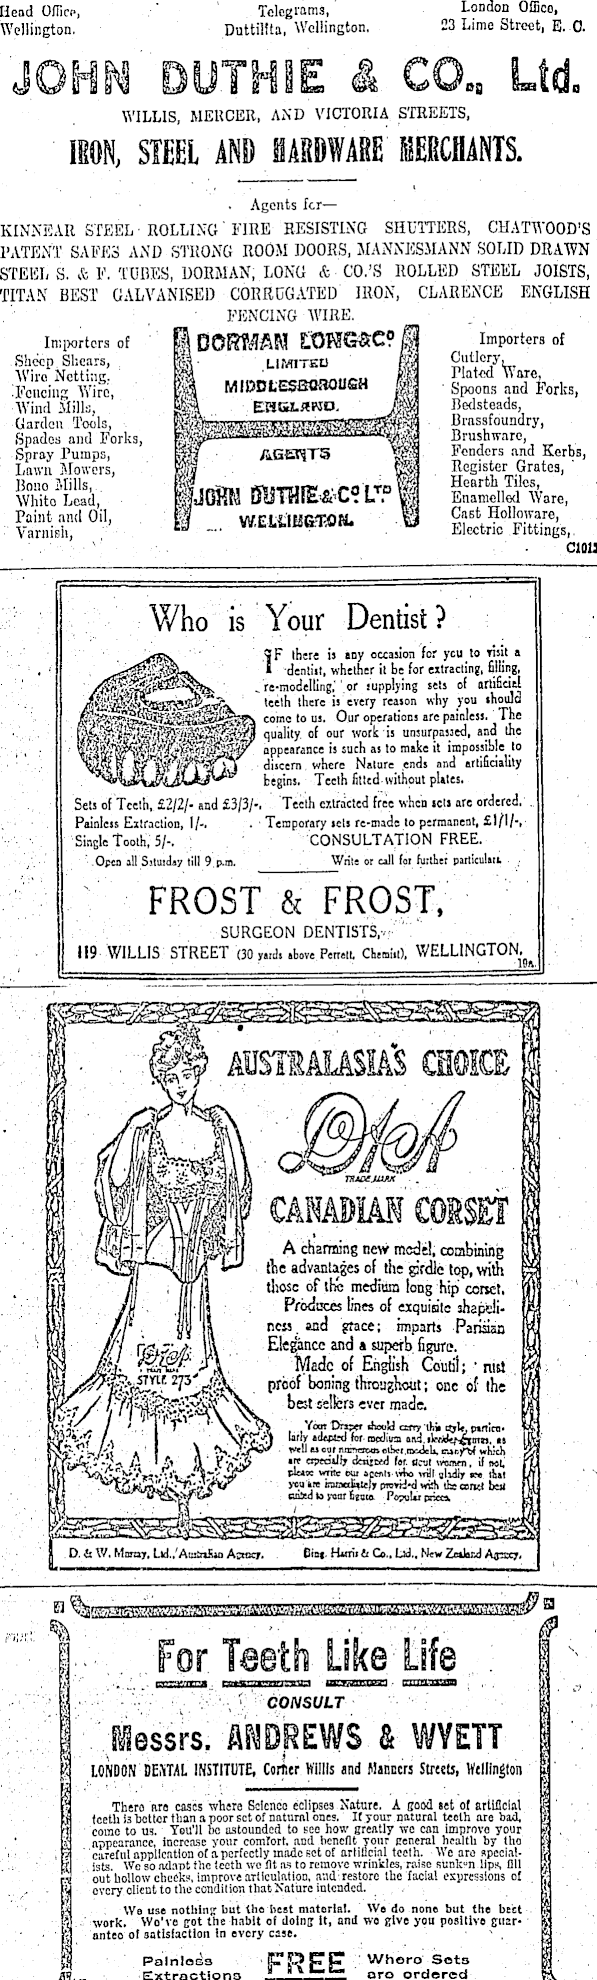 Head Office,
Wellington.
Telegrams,
Duttilita, Wellington.
London Office,
23 Lime Street, E. C.
JOHN DUTHIE & CO., Ltd.
WILLIS, MERCER, AND VICTORIA STREETS,
IRON, STEEL AND HARDWARE MERCHANTS.
Agents for—
KINNEAR STEEL ROLLING FIRE RESISTING SHUTTERS, CHATWOOD'S
PATENT SAFES AND STRONG ROOM DOORS, MANNESMANN SOLID DRAWN
STEEL S. & F. TUBES, DORMAN, LONG & CO.'S ROLLED STEEL JOISTS,
TITAN BEST GALVANISED CORRUGATED IRON, CLARENCE ENGLISH
FENCING WIRE.
Importers of
Sheep Shears,
Wire Netting,
Fencing Wire,
Wind Mills,
Garden Tools,
Spades and Forks,
Spray Pumps,
Lawn Mowers,
Bone Mills,
White Lead,
Paint and Oil,
Varnish,
DORMAN LONG & Co
LIMITED
MIDDLESBOROUGH
ENGLAND.
AGENTS
JOHN DUTHIE & Co LTD
WELLINGTON.
Importers of
Cutlery,
Plated Ware,
Spoons and Forks,
Bedsteads,
Brassfoundry,
Brushware,
Fenders and Kerbs,
Register Grates,
Hearth Tiles,
Enamelled Ware,
Cast Holloware,
Electric Fittings,
C1012
Who is Your Dentist?
IF there is any occasion for you to visit a
dentist, whether it be for extracting, filling,
re-modelling, or supplying sets of artificial
teeth there is every reason why you should
come to us. Our operations are painless. The
quality of our work is unsurpassed, and the
appearance is such as to make it impossible to
discern where Nature ends and artificiality
begins. Teeth fitted without plates.
Sets of Teeth, £2/2/- and £3/3/-, Teeth extracted free when sets are ordered.
Painless Extraction, 1/-. Temporary sets re-made to permanent, £1/1/-,
Single Tooth, 5/-. CONSULTATION FREE.
Open all Saturday till 9 p.m. Write or call for further particulars.
FROST & FROST,
SURGEON DENTISTS,
119 WILLIS STREET (30 yards above Perrett, Chemist), WELLINGTON,
AUSTRALASIA'S CHOICE
D & A
TRADE MARK
CANADIAN CORSET
A charming new model, combining
the advantages of the girdle top, with
those of the medium long hip corset.
Produces lines of exquisite shapeli-
ness and grace; imparts Parisian
Elegance and a superb figure.
Made of English Coutil; rust
proof boning throughout; one of the
best sellers ever made.
Your Draper should carry this style, particu-
larly adapted for medium and slender figures, as
well as our numerous other models, many of which
are especially designed for stout women, if not,
please write our agents who will gladly see that
you are immediately provided with the corset best
suited to your figure. Popular prices.
D & A
TRADE MARK
STYLE 273
D. & W. Murray, Ltd., Australian Agency.
Bing, Harris & Co., Ltd., New Zealand Agency.
For Teeth Like Life
CONSULT
Messrs. ANDREWS & WYETT
LONDON DENTAL INSTITUTE, Corner Willis and Manners Streets, Wellington
There are cases where Science eclipses Nature. A good set of artificial
teeth is better than a poor set of natural ones. If your natural teeth are bad,
come to us. You'll be astounded to see how greatly we can improve your
appearance, increase your comfort, and benefit your general health by the
careful application of a perfectly made set of artificial teeth. We are special-
ists. We so adapt the teeth we fit as to remove wrinkles, raise sunken lips, fill
out hollow cheeks, improve articulation, and restore the facial expressions of
every client to the condition that Nature intended.
We use nothing but the best material. We do none but the best
work. We've got the habit of doing it, and we give you positive guar-
antee of satisfaction in every case.
Painless
Extractions
FREE
Where Sets
are ordered